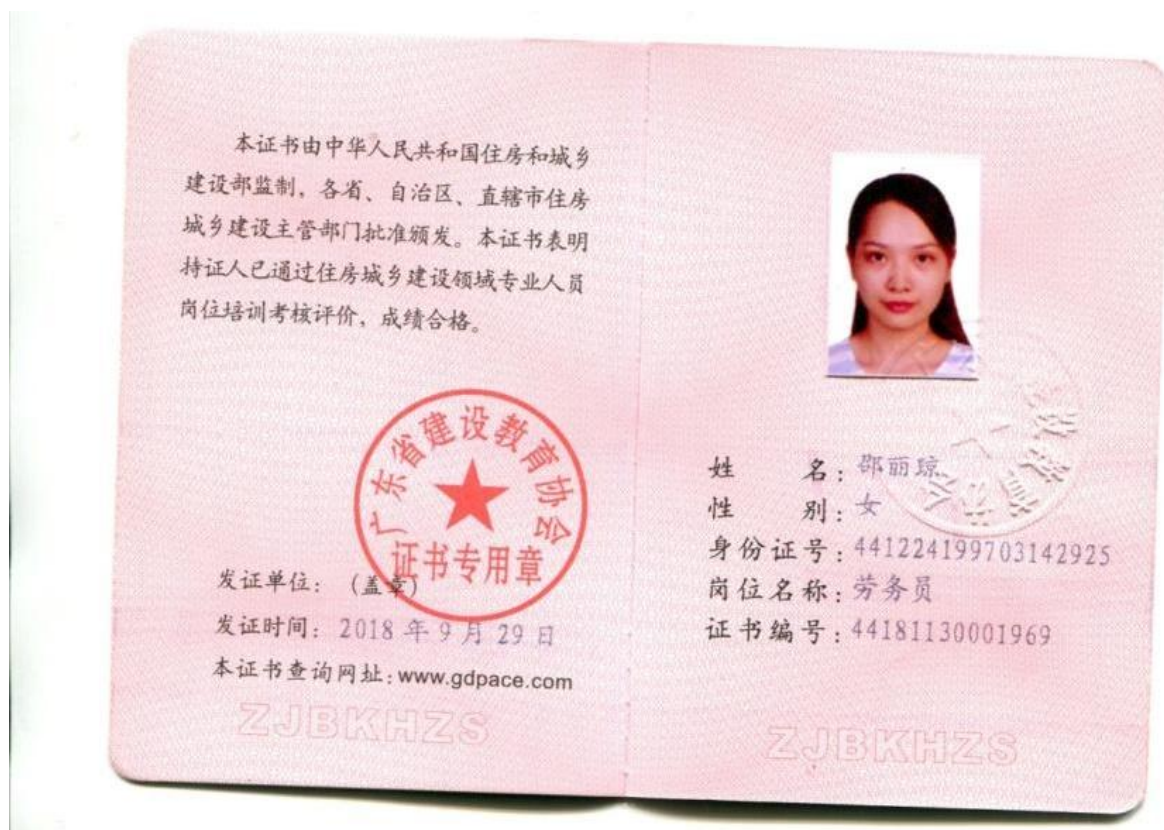 本证书由中华人民共和国住房和城乡
建设部监制，各省、自治区、直辖市住房
城乡建设主管部门批准颁发。本证书表明
持证人已通过住房城乡建设领域专业人员
岗位培训考核评价，成绩合格。
广东省建设教育协会
证书专用章
发证单位：（盖章）
发证时间：2018 年 9 月 29 日
本证书查询网址：www.gdpace.com
ZJBKHZS
姓 名：邵丽琼
性 别：女
身份证号：441224199703142925
岗位名称：劳务员
证书编号：44181130001969
ZJBKHZS